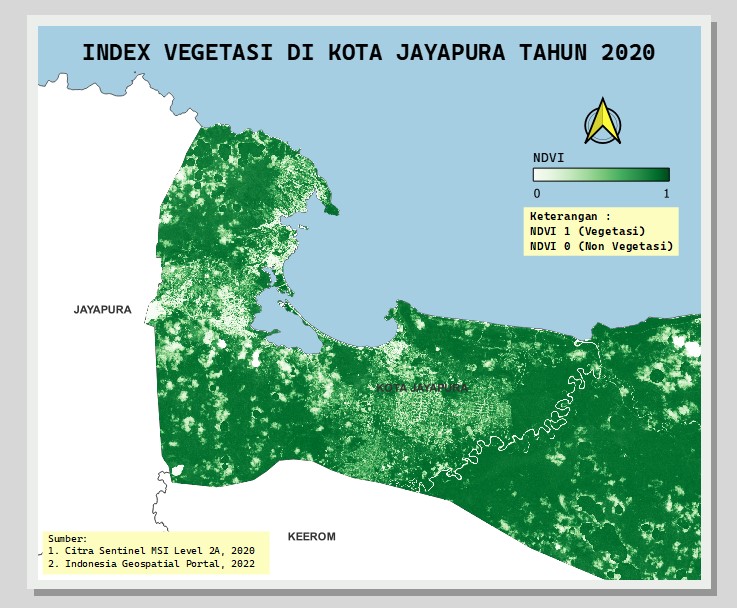 INDEX VEGETASI DI KOTA JAYAPURA TAHUN 2020
NDVI
0 1
Keterangan :
NDVI 1 (Vegetasi)
NDVI 0 (Non Vegetasi)
JAYAPURA
KOTA JAYAPURA
KEEROM
Sumber:
1. Citra Sentinel MSI Level 2A, 2020
2. Indonesia Geospatial Portal, 2022